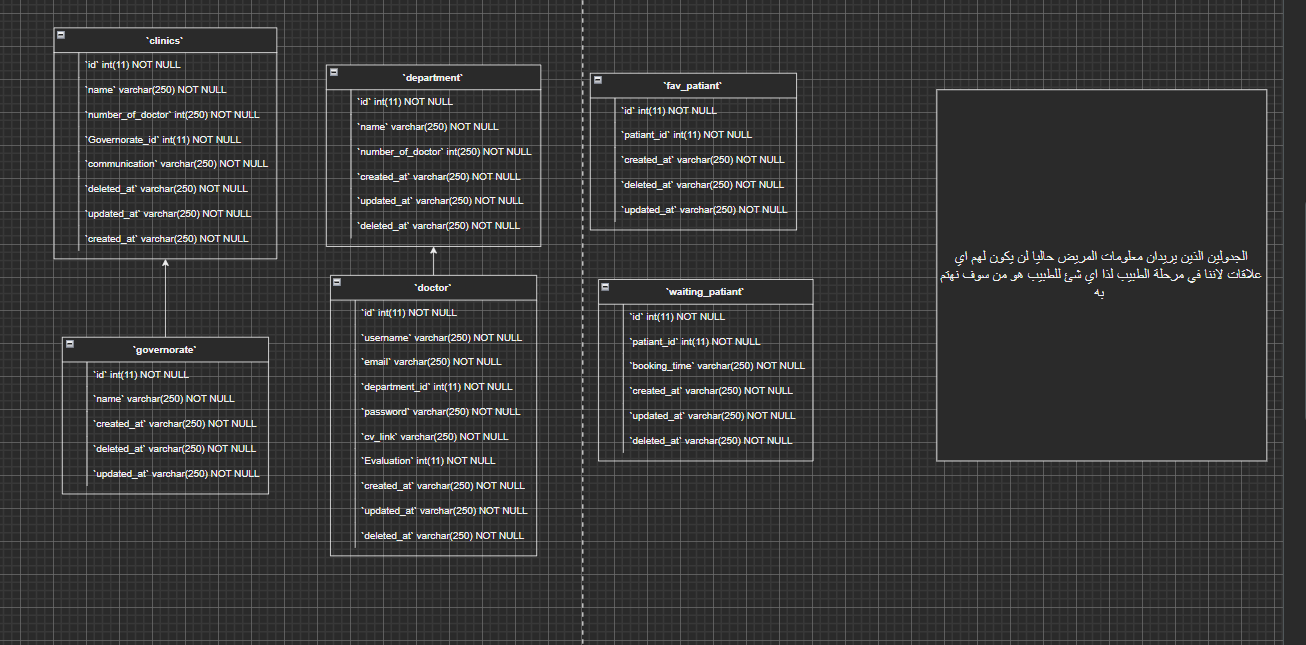 `clinics`
`id` int(11) NOT NULL
`name` varchar(250) NOT NULL
`number_of_doctor` int(250) NOT NULL
`Governorate_id` int(11) NOT NULL
`communication` varchar(250) NOT NULL
`deleted_at` varchar(250) NOT NULL
`updated_at` varchar(250) NOT NULL
`created_at` varchar(250) NOT NULL
`governorate`
`id` int(11) NOT NULL
`name` varchar(250) NOT NULL
`created_at` varchar(250) NOT NULL
`deleted_at` varchar(250) NOT NULL
`updated_at` varchar(250) NOT NULL
`department`
`id` int(11) NOT NULL
`name` varchar(250) NOT NULL
`number_of_doctor` int(250) NOT NULL
`created_at` varchar(250) NOT NULL
`updated_at` varchar(250) NOT NULL
`deleted_at` varchar(250) NOT NULL
`doctor`
`id` int(11) NOT NULL
`username` varchar(250) NOT NULL
`email` varchar(250) NOT NULL
`department_id` int(11) NOT NULL
`password` varchar(250) NOT NULL
`cv_link` varchar(250) NOT NULL
`Evaluation` int(11) NOT NULL
`created_at` varchar(250) NOT NULL
`updated_at` varchar(250) NOT NULL
`deleted_at` varchar(250) NOT NULL
`fav_patiant`
`id` int(11) NOT NULL
`patiant_id` int(11) NOT NULL
`created_at` varchar(250) NOT NULL
`deleted_at` varchar(250) NOT NULL
`updated_at` varchar(250) NOT NULL
`waiting_patiant`
`id` int(11) NOT NULL
`patiant_id` int(11) NOT NULL
`booking_time` varchar(250) NOT NULL
`created_at` varchar(250) NOT NULL
`updated_at` varchar(250) NOT NULL
`deleted_at` varchar(250) NOT NULL
الجدولين الذين يريدان معلومات المريض حاليا لن يكون لهم اي
علاقات لاننا في مرحلة الطبيب لذا اي شئ للطبيب هو من سوف نهتم
به